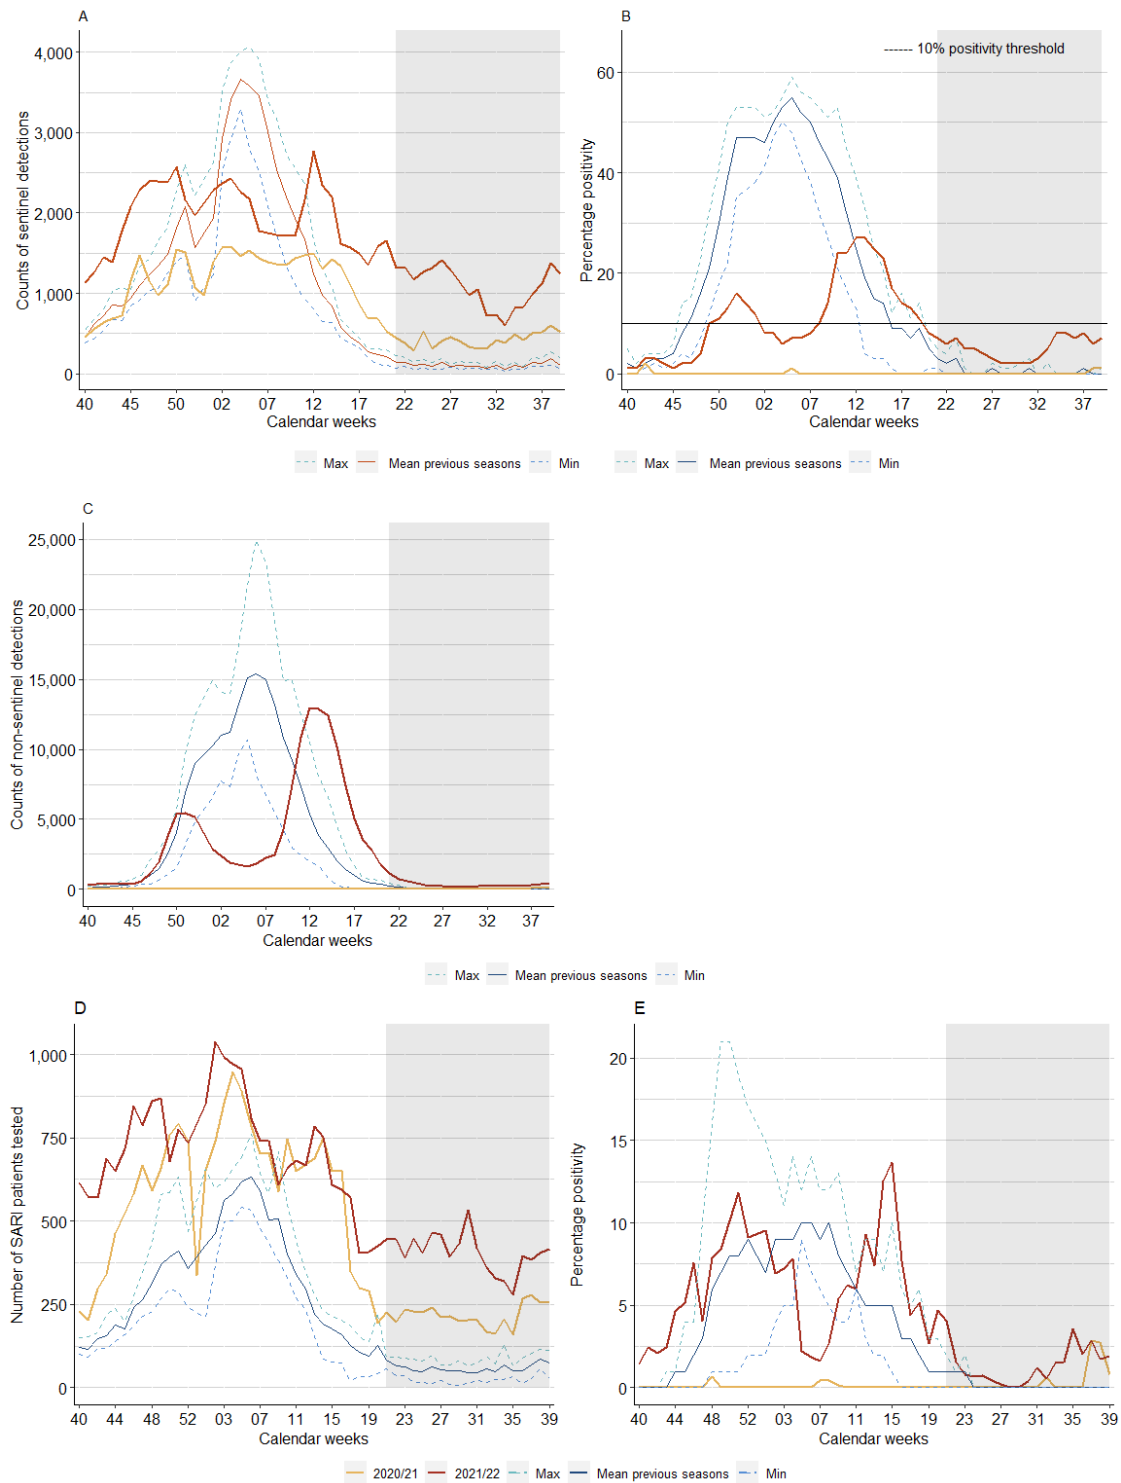 A
Counts of sentinel detections
4,000
3,000
2,000
1,000
0
40 45 50 02 07 12 17 22 27 32 37
Calendar weeks
Max Mean previous seasons Min
B
------ 10% positivity threshold
Percentage positivity
60
40
20
0
40 45 50 02 07 12 17 22 27 32 37
Calendar weeks
Max Mean previous seasons Min
C
Counts of non-sentinel detections
25,000
20,000
15,000
10,000
5,000
0
40 45 50 02 07 12 17 22 27 32 37
Calendar weeks
Max Mean previous seasons Min
D
Number of SARI patients tested
1,000
750
500
250
0
40 44 48 52 03 07 11 15 19 23 27 31 35 39
Calendar weeks
E
Percentage positivity
20
15
10
5
0
40 44 48 52 03 07 11 15 19 23 27 31 35 39
Calendar weeks
2020/21 2021/22 Max Mean previous seasons Min